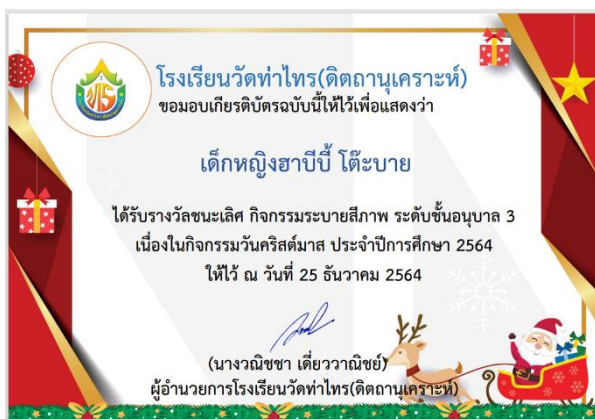 โรงเรียนวัดท่าไทร(ดิตถานุเคราะห์)
ขอมอบเกียรติบัตรฉบับนี้ให้ไว้เพื่อแสดงว่า
เด็กหญิงฮาบีบี้ โต๊ะบาย
ได้รับรางวัลชนะเลิศ กิจกรรมระบายสีภาพ ระดับชั้นอนุบาล 3
เนื่องในกิจกรรมวันคริสต์มาส ประจำปีการศึกษา 2564
ให้ไว้ ณ วันที่ 25 ธันวาคม 2564
(นางวณิชชา เดี่ยววาณิชย์)
ผู้อำนวยการโรงเรียนวัดท่าไทร(ดิตถานุเคราะห์)